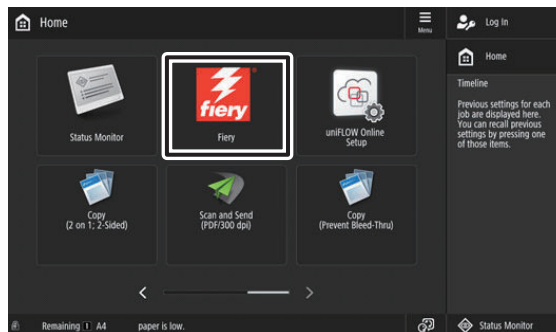 Home
Menu
Log In
Home
Timeline
Previous settings for each
job are displayed here.
You can recall previous
settings by pressing one
of those items.
Status Monitor
fiery
Fiery
uniFLOW Online
Setup
Copy
(2 on 1; 2-Sided)
Scan and Send
(PDF/300 dpi)
Copy
(Prevent Bleed-Thru)
Remaining 1 A4 paper is low.
Status Monitor